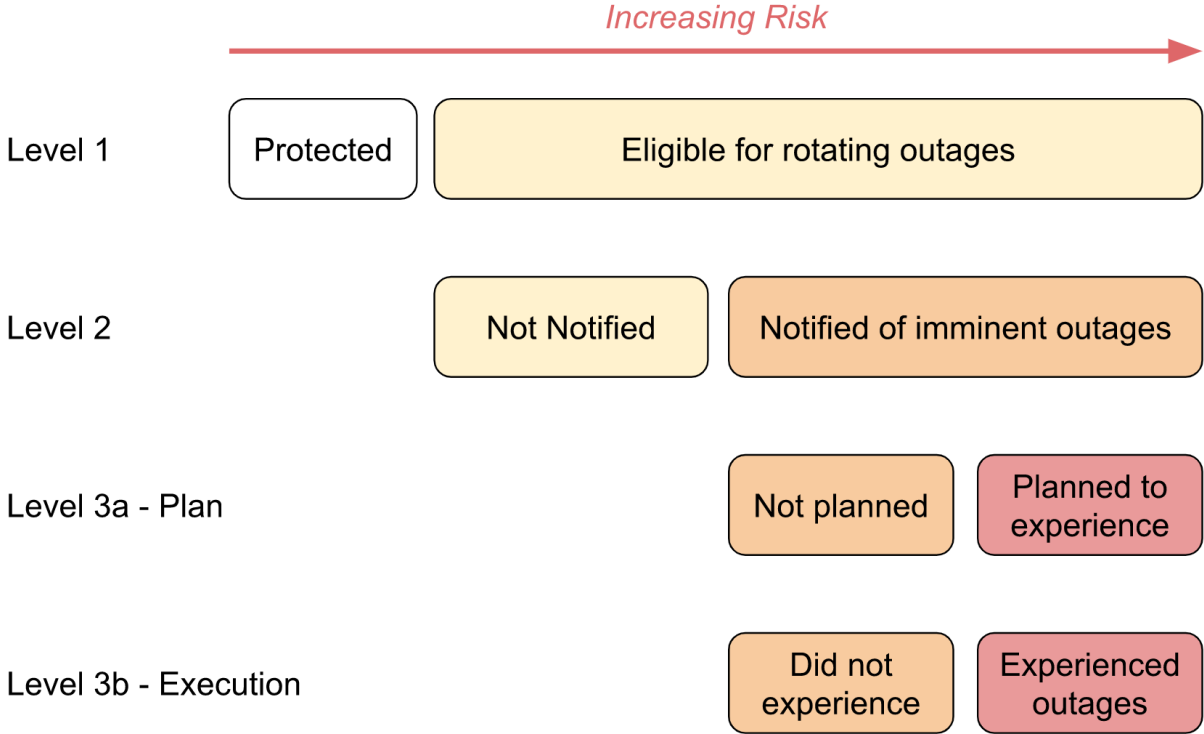 Increasing Risk
Level 1
Protected
Eligible for rotating outages
Level 2
Not Notified
Notified of imminent outages
Level 3a - Plan
Not planned
Planned to
experience
Level 3b - Execution
Did not
experience
Experienced
outages